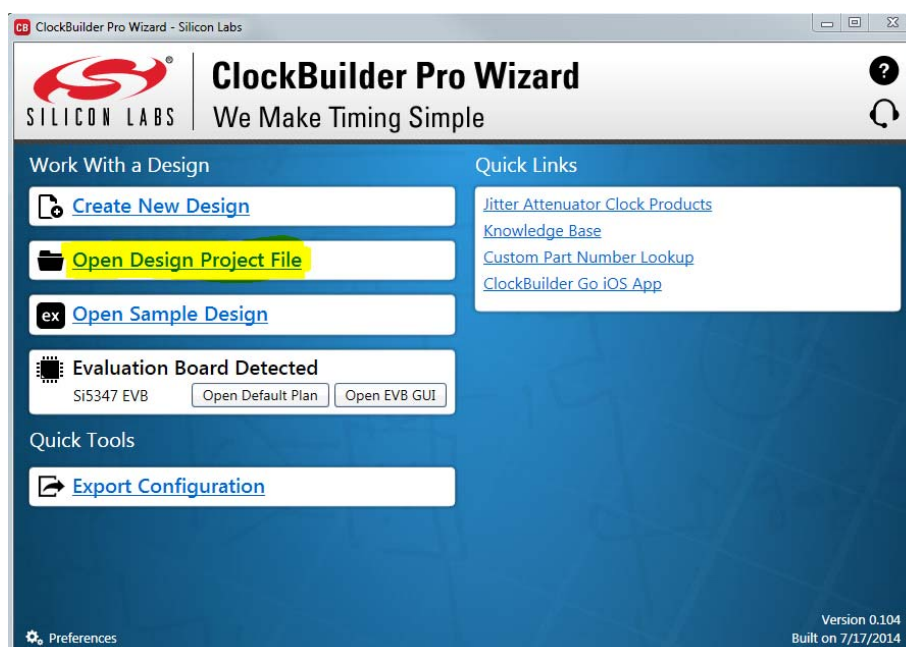 CB ClockBuilder Pro Wizard - Silicon Labs
SILICON LABS
ClockBuilder Pro Wizard
We Make Timing Simple
?
Work With a Design
Create New Design
Open Design Project File
ex Open Sample Design
Evaluation Board Detected
Si5347 EVB Open Default Plan Open EVB GUI
Quick Tools
Export Configuration
Quick Links
Jitter Attenuator Clock Products
Knowledge Base
Custom Part Number Lookup
ClockBuilder Go iOS App
Preferences
Version 0.104
Built on 7/17/2014